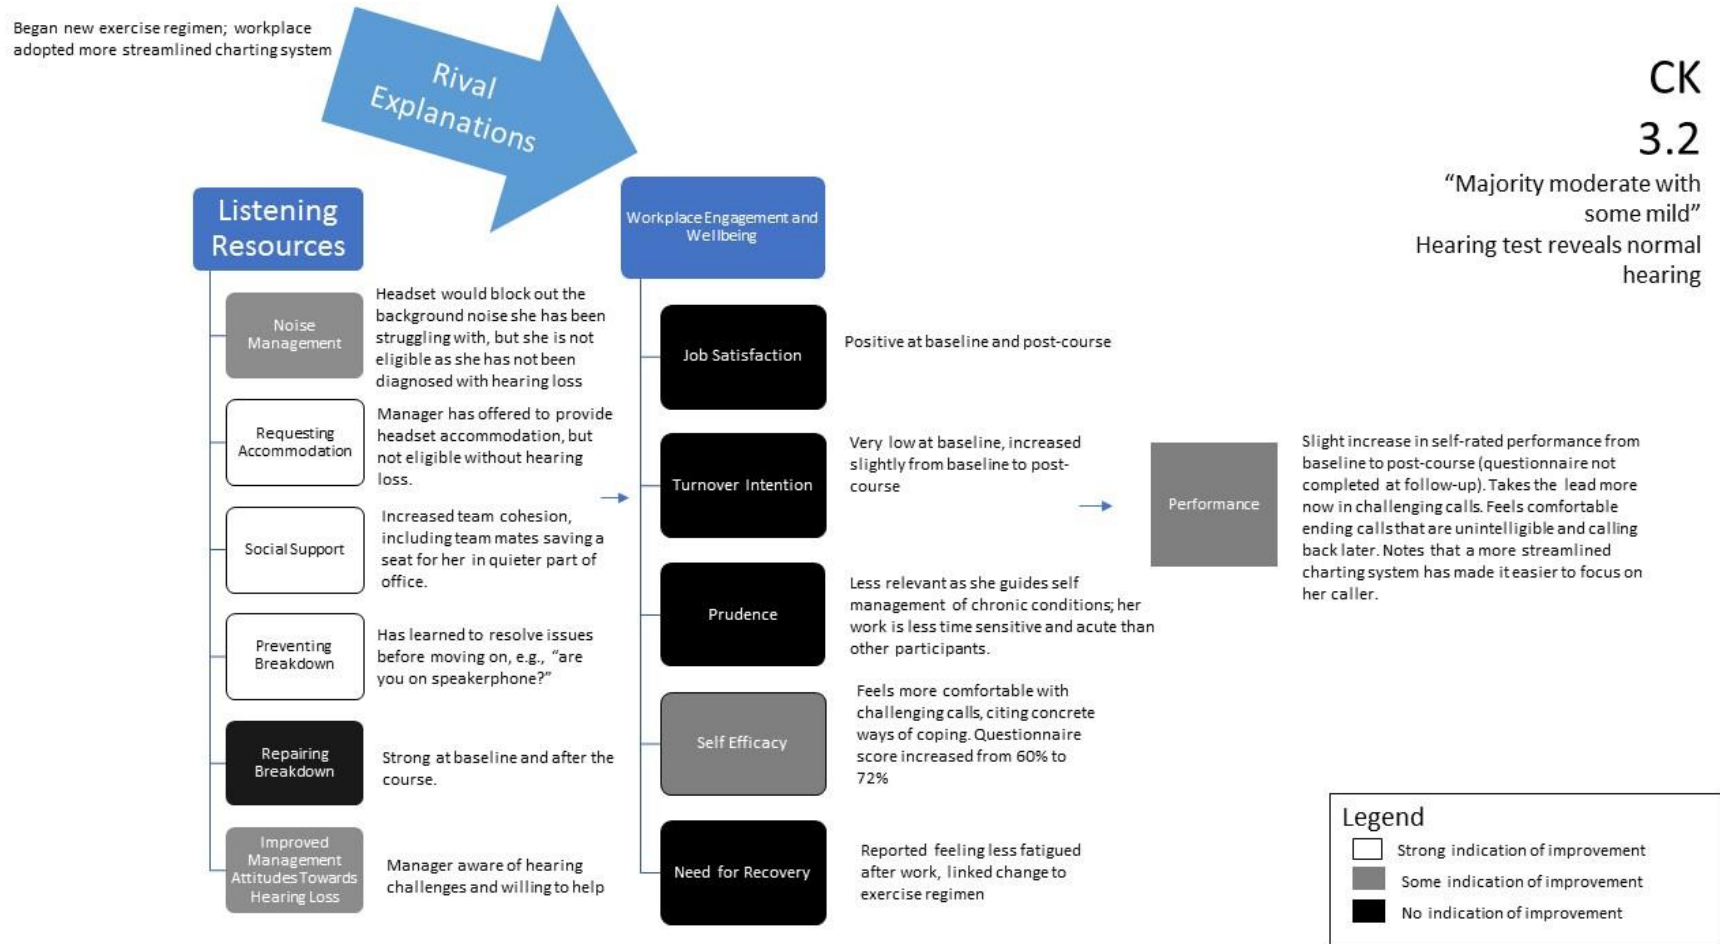 Began new exercise regimen; workplace
adopted more streamlined charting system
Rival
Explanations
CK
3.2
“Majority moderate with
some mild”
Hearing test reveals normal
hearing
Listening
Resources
Noise
Management
Headset would block out the
background noise she has been
struggling with, but she is not
eligible as she has not been
diagnosed with hearing loss
Requesting
Accommodation
Manager has offered to provide
headset accommodation, but
not eligible without hearing
loss.
Social Support
Increased team cohesion,
including team mates saving a
seat for her in quieter part of
office.
Preventing
Breakdown
Has learned to resolve issues
before moving on, e.g., “are
you on speakerphone?”
Repairing
Breakdown
Strong at baseline and after the
course.
Improved
Management
Attitudes Towards
Hearing Loss
Manager aware of hearing
challenges and willing to help
Workplace Engagement and
Wellbeing
Job Satisfaction
Positive at baseline and post-course
Turnover Intention
Very low at baseline, increased
slightly from baseline to post-
course
Prudence
Less relevant as she guides self
management of chronic conditions; her
work is less time sensitive and acute than
other participants.
Self Efficacy
Feels more comfortable with
challenging calls, citing concrete
ways of coping. Questionnaire
score increased from 60% to
72%
Need for Recovery
Reported feeling less fatigued
after work, linked change to
exercise regimen
Performance
Slight increase in self-rated performance from
baseline to post-course (questionnaire not
completed at follow-up). Takes the lead more
now in challenging calls. Feels comfortable
ending calls that are unintelligible and calling
back later. Notes that a more streamlined
charting system has made it easier to focus on
her caller.
Legend
Strong indication of improvement
Some indication of improvement
No indication of improvement